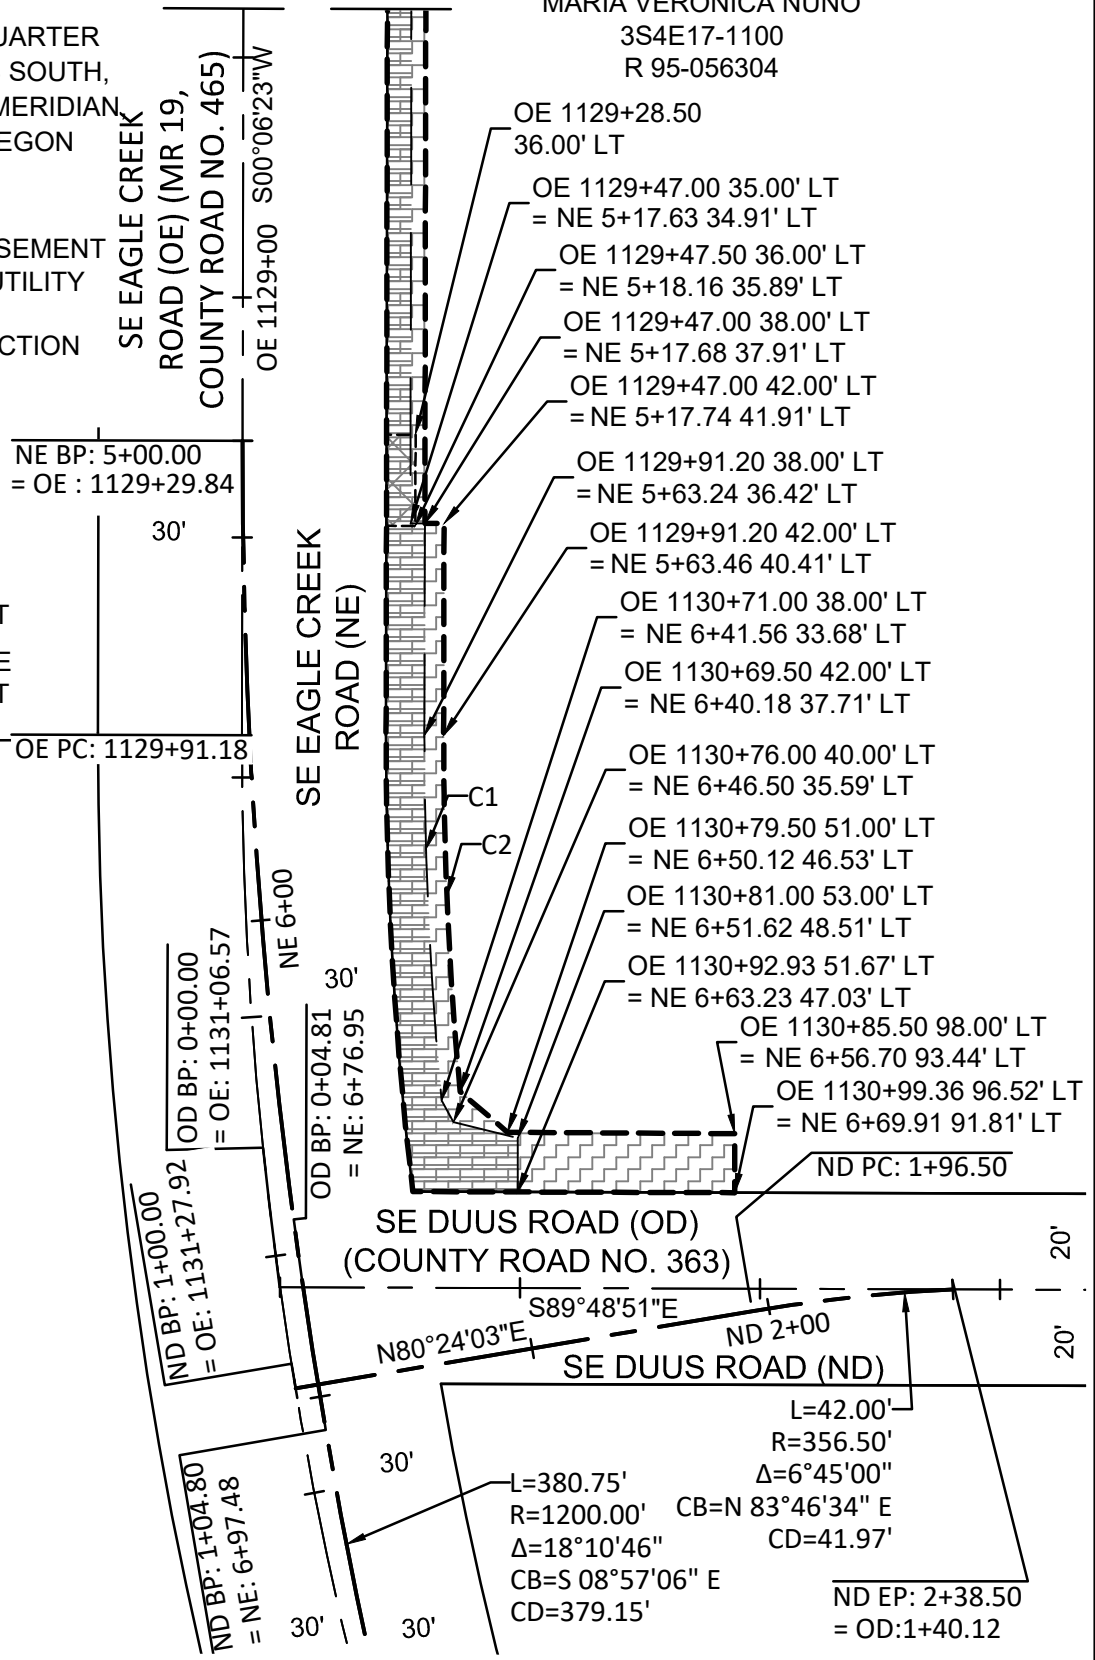 MARIA VERONICA NUNO
3S4E17-1100
R 95-056304
UARTER
SOUTH,
MERIDIAN,
EGON
SEMENT
UTILITY
CTION
SE EAGLE CREEK
ROAD (OE) (MR 19,
COUNTY ROAD NO. 465)
OE 1129+00 S00°06'23"W
OE 1129+28.50
36.00' LT
OE 1129+47.00 35.00' LT
= NE 5+17.63 34.91' LT
OE 1129+47.50 36.00' LT
= NE 5+18.16 35.89' LT
OE 1129+47.00 38.00' LT
= NE 5+17.68 37.91' LT
OE 1129+47.00 42.00' LT
= NE 5+17.74 41.91' LT
NE BP: 5+00.00
= OE : 1129+29.84
30'
OE 1129+91.20 38.00' LT
= NE 5+63.24 36.42' LT
OE 1129+91.20 42.00' LT
= NE 5+63.46 40.41' LT
SE EAGLE CREEK
ROAD (NE)
T
E
T
OE 1130+71.00 38.00' LT
= NE 6+41.56 33.68' LT
OE 1130+69.50 42.00' LT
= NE 6+40.18 37.71' LT
OE PC: 1129+91.18
OE 1130+76.00 40.00' LT
= NE 6+46.50 35.59' LT
C1
C2
OE 1130+79.50 51.00' LT
= NE 6+50.12 46.53' LT
OE 1130+81.00 53.00' LT
= NE 6+51.62 48.51' LT
NE 6+00
30'
OE 1130+92.93 51.67' LT
= NE 6+63.23 47.03' LT
OE 1130+85.50 98.00' LT
= NE 6+56.70 93.44' LT
OE 1130+99.36 96.52' LT
= NE 6+69.91 91.81' LT
OD BP: 0+00.00
= OE: 1131+06.57
OD BP: 0+04.81
= NE: 6+76.95
ND PC: 1+96.50
SE DUUS ROAD (OD)
(COUNTY ROAD NO. 363)
20'
ND BP: 1+00.00
= OE: 1131+27.92
S89°48'51"E
N80°24'03"E
ND 2+00
20'
SE DUUS ROAD (ND)
L=42.00'
R=356.50'
Δ=6°45'00"
CB=N 83°46'34" E
CD=41.97'
30'
L=380.75'
R=1200.00'
Δ=18°10'46"
CB=S 08°57'06" E
CD=379.15'
ND BP: 1+04.80
= NE: 6+97.48
30'
30'
ND EP: 2+38.50
= OD:1+40.12